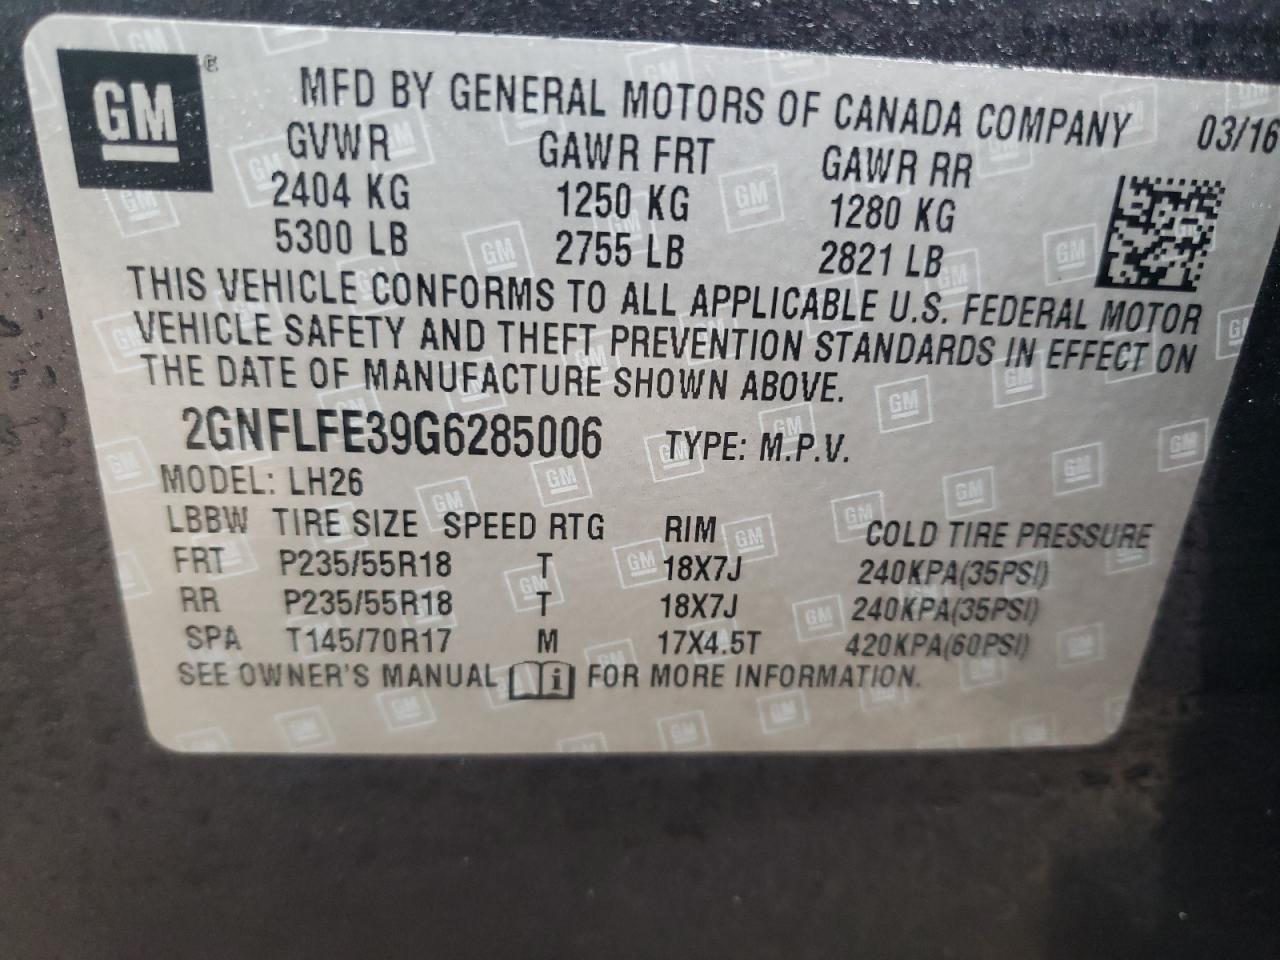 GM ®
MFD BY GENERAL MOTORS OF CANADA COMPANY 03/16
GVWR GAWR FRT GAWR RR
2404 KG 1250 KG 1280 KG
5300 LB 2755 LB 2821 LB
THIS VEHICLE CONFORMS TO ALL APPLICABLE U.S. FEDERAL MOTOR
VEHICLE SAFETY AND THEFT PREVENTION STANDARDS IN EFFECT ON
THE DATE OF MANUFACTURE SHOWN ABOVE.
2GNFLFE39G6285006 TYPE: M.P.V.
MODEL: LH26
LBBW TIRE SIZE SPEED RTG RIM COLD TIRE PRESSURE
FRT P235/55R18 T 18X7J 240KPA(35PSI)
RR P235/55R18 T 18X7J 240KPA(35PSI)
SPA T145/70R17 M 17X4.5T 420KPA(60PSI)
SEE OWNER'S MANUAL i FOR MORE INFORMATION.